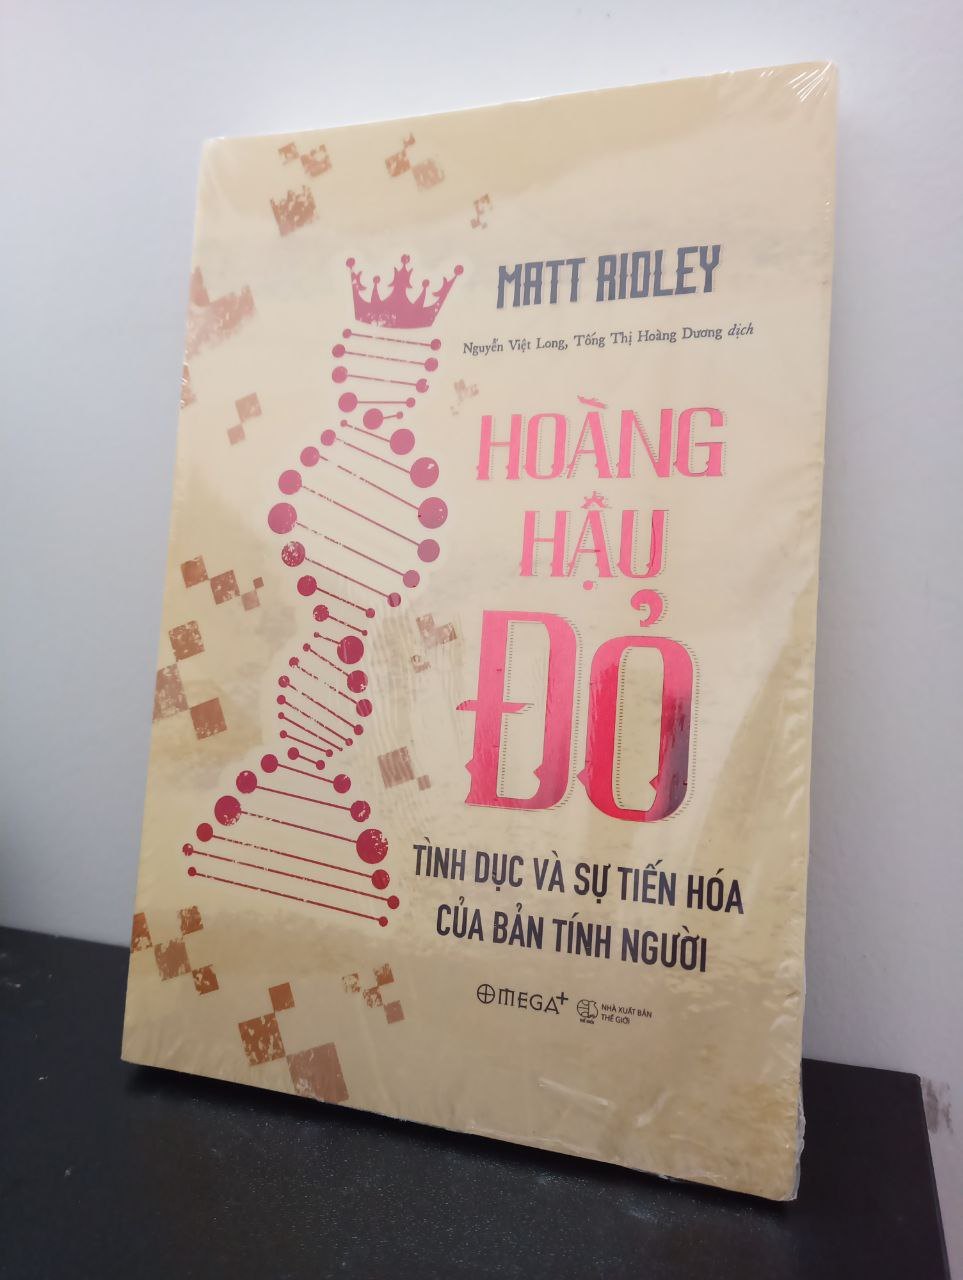 MATT RIDLEY
Nguyễn Việt Long, Tống Thị Hoàng Dương dịch
HOÀNG
HẬU
ĐỎ
TÌNH DỤC VÀ SỰ TIẾN HÓA
CỦA BẢN TÍNH NGƯỜI
OMEGA+
NHÀ XUẤT BẢN
THẾ GIỚI